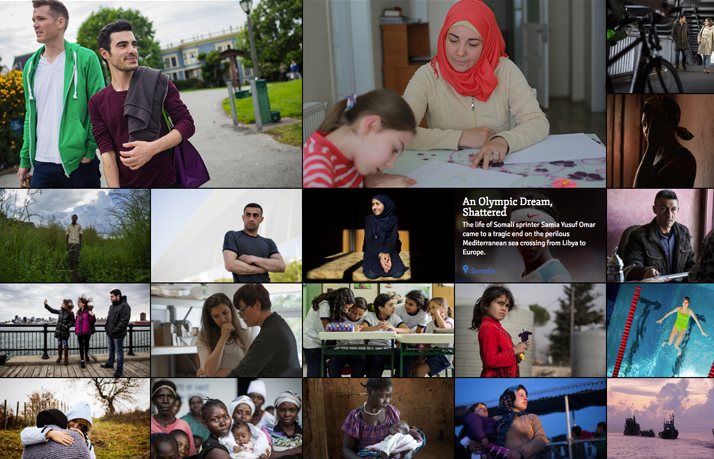 An Olympic Dream,
Shattered
The life of Somali sprinter Samia Yusuf Omar
came to a tragic end on the perilous
Mediterranean sea crossing from Libya to
Europe.
Somalia